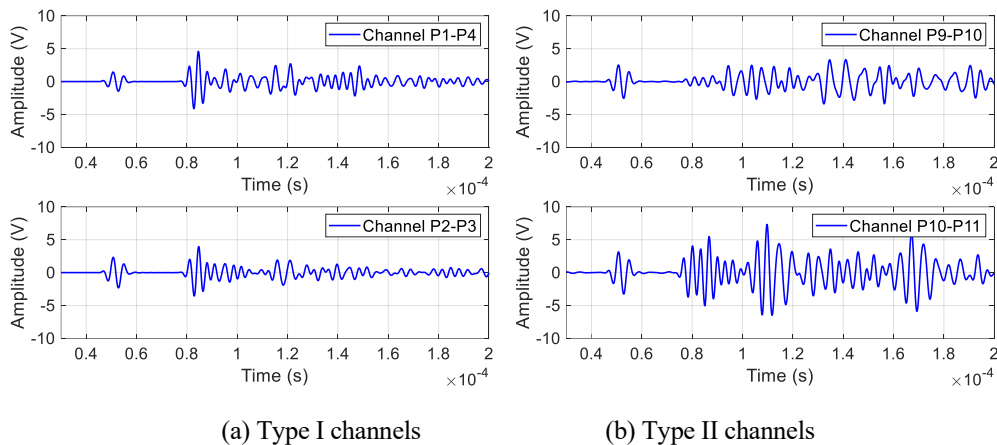 Channel P1-P4
Amplitude (V)
10
5
0
-5
-10
0.4 0.6 0.8 1 1.2 1.4 1.6 1.8 2
Time (s)
×10⁻⁴
Channel P9-P10
Amplitude (V)
10
5
0
-5
-10
0.4 0.6 0.8 1 1.2 1.4 1.6 1.8 2
Time (s)
×10⁻⁴
Channel P2-P3
Amplitude (V)
10
5
0
-5
-10
0.4 0.6 0.8 1 1.2 1.4 1.6 1.8 2
Time (s)
×10⁻⁴
Channel P10-P11
Amplitude (V)
10
5
0
-5
-10
0.4 0.6 0.8 1 1.2 1.4 1.6 1.8 2
Time (s)
×10⁻⁴
(a) Type I channels
(b) Type II channels